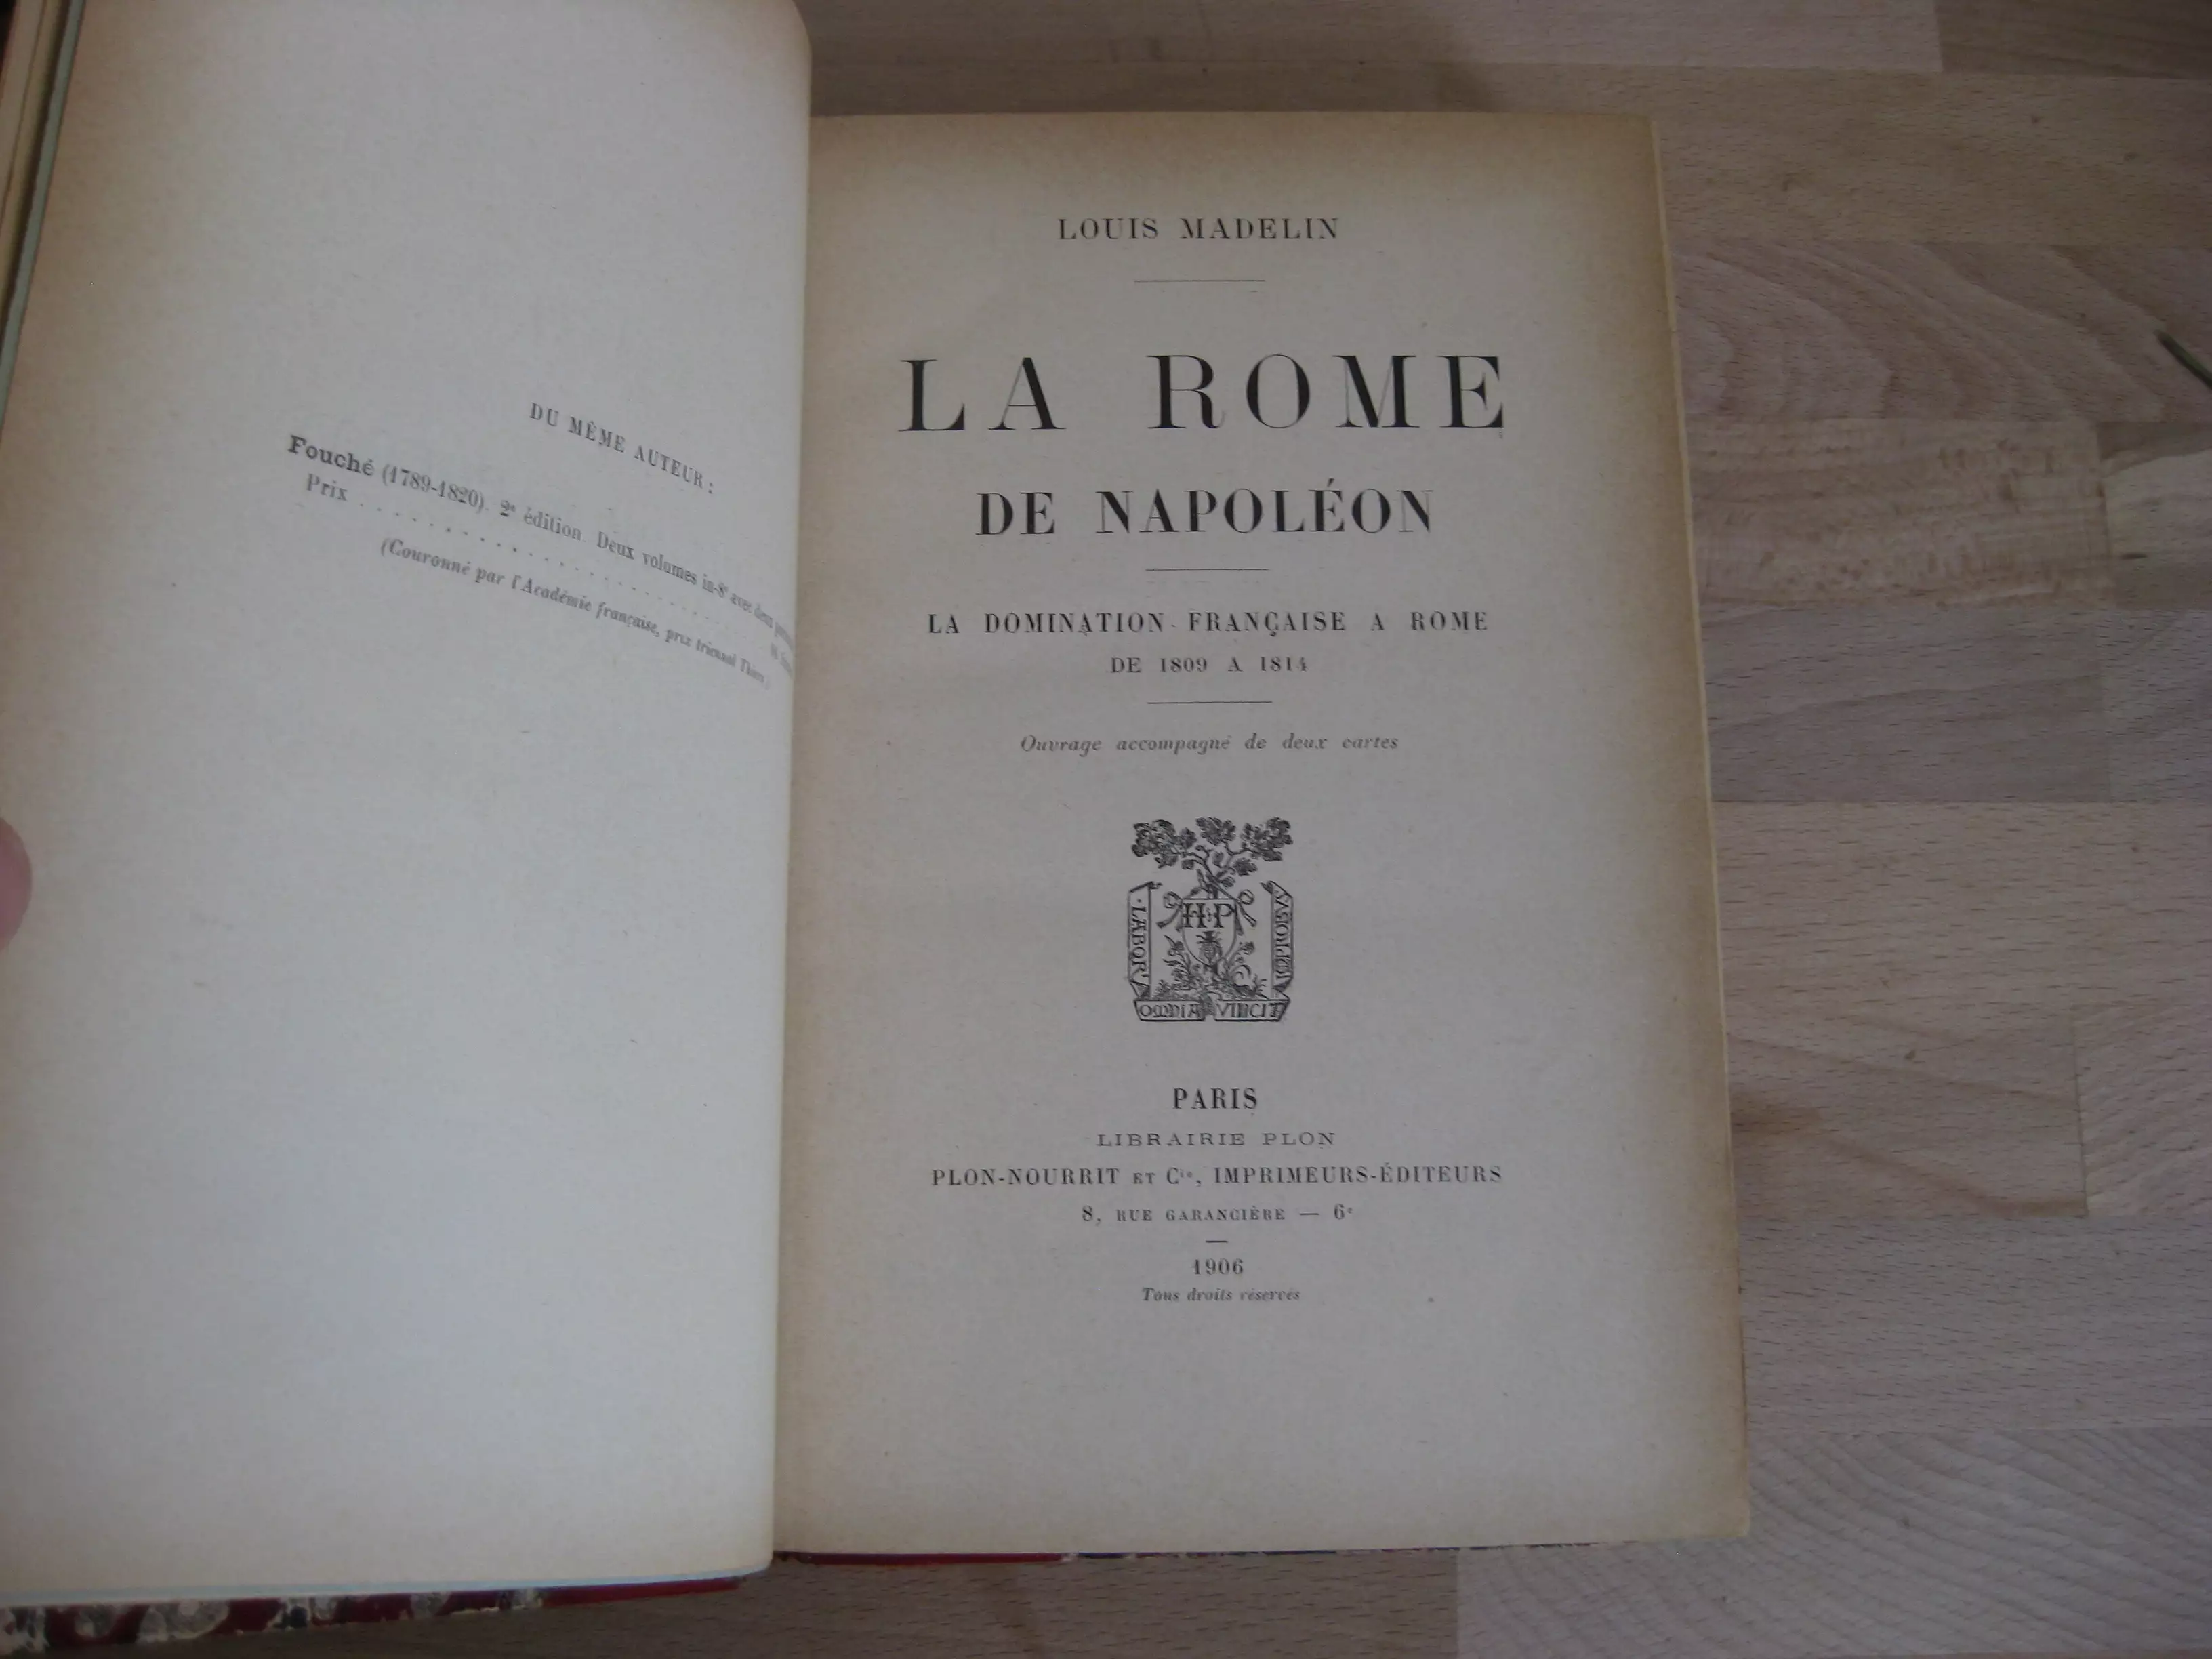 DU MÊME AUTEUR :
Fouché (1789-1820). 2e édition. Deux volumes in-8° avec deux
Prix . . . . . . . . . . . . . . . . . .
(Couronné par l'Académie française, prix triennal Thiers.)
LOUIS MADELIN
LA ROME
DE NAPOLÉON
LA DOMINATION FRANÇAISE A ROME
DE 1809 A 1814
Ouvrage accompagné de deux cartes
H P
LABOR
OMNIA VINCIT
IMPROBVS
PARIS
LIBRAIRIE PLON
PLON-NOURRIT ET Cie, IMPRIMEURS-ÉDITEURS
8, RUE GARANCIÈRE — 6e
1906
Tous droits réservés